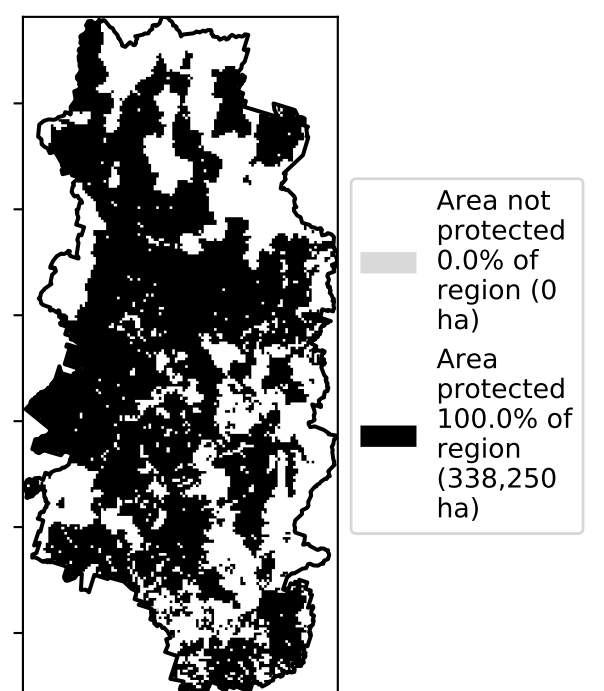 Area not
protected
0.0% of
region (0
ha)
Area
protected
100.0% of
region
(338,250
ha)